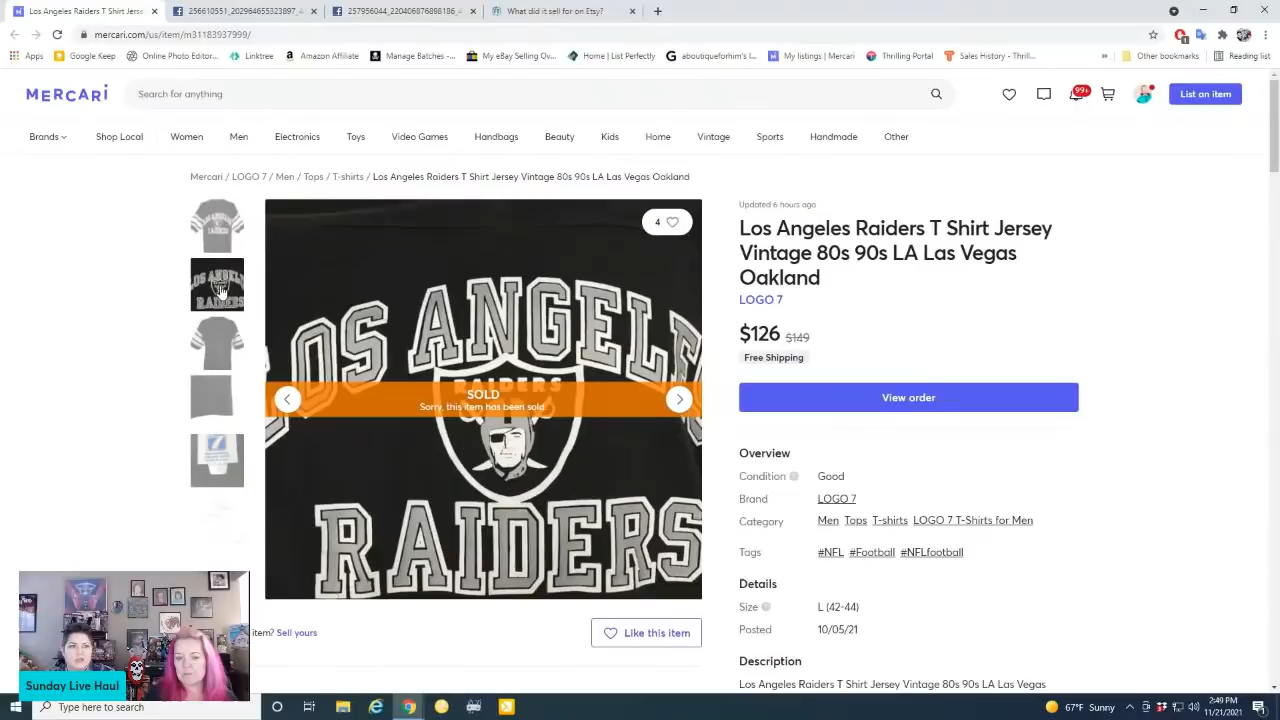 Los Angeles Raiders T Shirt Jersey
256610551_209464655323897_
257956044_220406876898186_
What did it sell for on Etsy?
mercari.com/us/item/m31183937999/
Apps
Google Keep
Online Photo Editor...
Linktree
Amazon Affiliate
Manage Batches -...
Home | List Perfectly
aboutiqueforhim's l...
My listings | Mercari
Thrilling Portal
Sales History - Thrill...
Other bookmarks
Reading list
MERCARI
Search for anything
99+
List an item
Brands
Shop Local
Women
Men
Electronics
Toys
Video Games
Handbags
Beauty
Kids
Home
Vintage
Sports
Handmade
Other
Mercari / LOGO 7 / Men / Tops / T-shirts / Los Angeles Raiders T Shirt Jersey Vintage 80s 90s LA Las Vegas Oakland
4
LOS ANGELE
RAIDERS
SOLD
Sorry, this item has been sold.
RAIDERS
Updated 6 hours ago
Los Angeles Raiders T Shirt Jersey
Vintage 80s 90s LA Las Vegas
Oakland
LOGO 7
$126 $149
Free Shipping
View order
Overview
Condition Good
Brand LOGO 7
Category Men Tops T-shirts LOGO 7 T-Shirts for Men
Tags #NFL #Football #NFLfootball
Details
Size L (42-44)
Posted 10/05/21
Description
Los Angeles Raiders T Shirt Jersey Vintage 80s 90s LA Las Vegas
item? Sell yours
Like this item
Sunday Live Haul
Type here to search
67°F Sunny
2:49 PM
11/21/2021